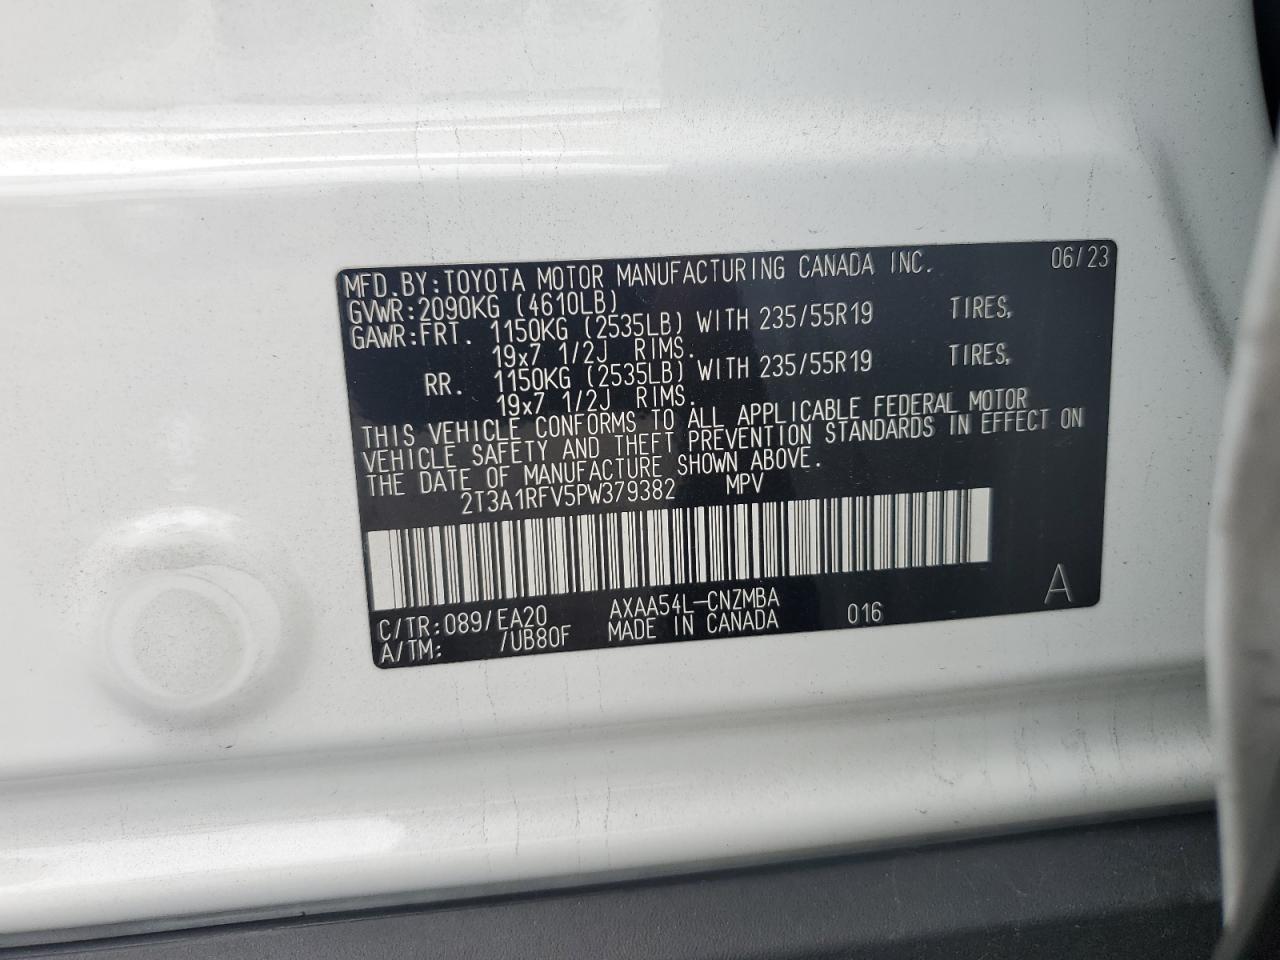 MFD.BY:TOYOTA MOTOR MANUFACTURING CANADA INC. 06/23
GVWR:2090KG (4610LB)
GAWR:FRT. 1150KG (2535LB) WITH 235/55R19 TIRES,
19x7 1/2J RIMS.
RR. 1150KG (2535LB) WITH 235/55R19 TIRES,
19x7 1/2J RIMS.
THIS VEHICLE CONFORMS TO ALL APPLICABLE FEDERAL MOTOR
VEHICLE SAFETY AND THEFT PREVENTION STANDARDS IN EFFECT ON
THE DATE OF MANUFACTURE SHOWN ABOVE.
2T3A1RFV5PW379382 MPV
C/TR:089/EA20 AXAA54L-CNZMBA 016 A
A/TM: /UB80F MADE IN CANADA